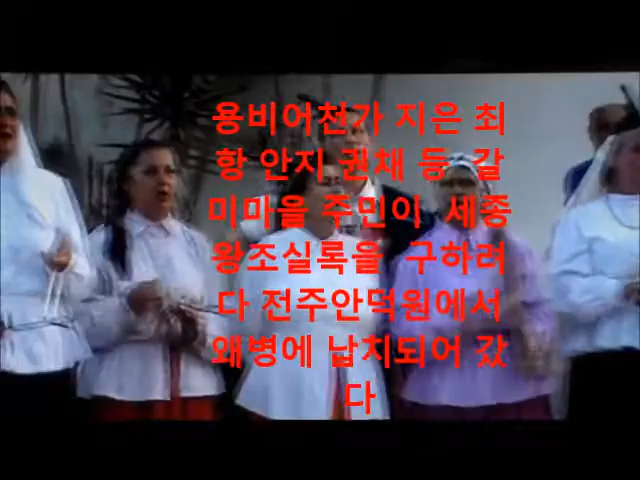 용비어천가 지은 최
항 안지 권채 등 갈
미마을 주민이 세종
왕조실록을 구하려
다 전주안덕원에서
왜병에 납치되어 갔
다